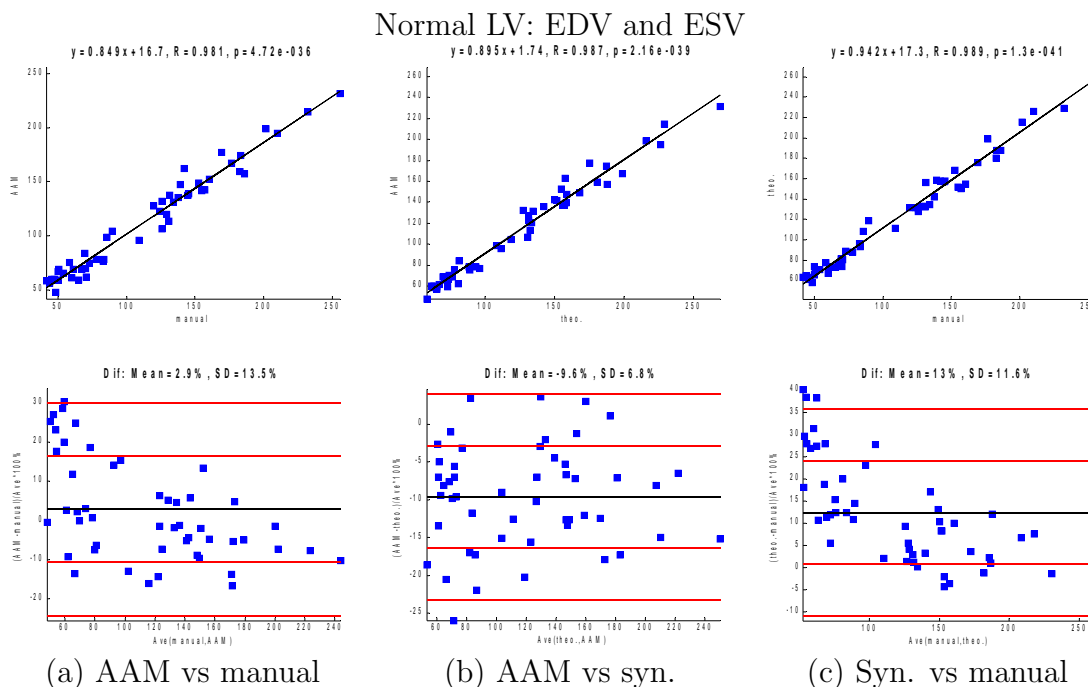 Normal LV: EDV and ESV
y=0.849x+16.7, R=0.981, p=4.72e-036
y=0.895x+1.74, R=0.987, p=2.16e-039
y=0.942x+17.3, R=0.989, p=1.3e-041
250
200
150
100
50
AAM
50 100 150 200 250
manual
260
240
220
200
180
160
140
120
100
80
60
AAM
100 150 200 250
theo.
260
240
220
200
180
160
140
120
100
80
60
theo.
50 100 150 200 250
manual
Dif: Mean=2.9% , SD=13.5%
Dif: Mean=-9.6% , SD=6.8%
Dif: Mean=13% , SD=11.6%
30
20
10
0
-10
-20
(AAM-manual)/Ave*100%
60 80 100 120 140 160 180 200 220 240
Ave(manual,AAM)
0
-5
-10
-15
-20
-25
(AAM-theo.)/Ave*100%
60 80 100 120 140 160 180 200 220 240
Ave(theo.,AAM)
40
35
30
25
20
15
10
5
0
-5
-10
(theo.-manual)/Ave*100%
100 150 200 250
Ave(manual,theo.)
(a) AAM vs manual
(b) AAM vs syn.
(c) Syn. vs manual